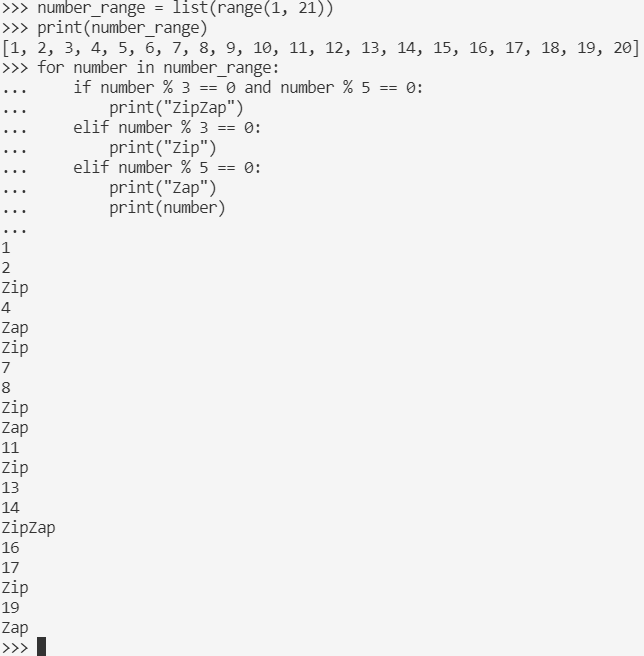 >>> number_range = list(range(1, 21))
>>> print(number_range)
[1, 2, 3, 4, 5, 6, 7, 8, 9, 10, 11, 12, 13, 14, 15, 16, 17, 18, 19, 20]
>>> for number in number_range:
...     if number % 3 == 0 and number % 5 == 0:
...         print("ZipZap")
...     elif number % 3 == 0:
...         print("Zip")
...     elif number % 5 == 0:
...         print("Zap")
...         print(number)
...
1
2
Zip
4
Zap
Zip
7
8
Zip
Zap
11
Zip
13
14
ZipZap
16
17
Zip
19
Zap
>>>